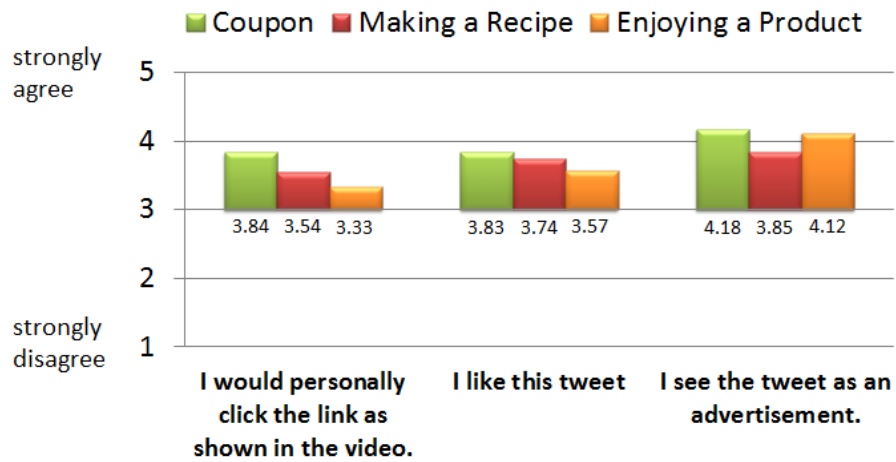 Coupon Making a Recipe Enjoying a Product
strongly
agree
5
4
3
2
1
strongly
disagree
3.84 3.54 3.33
3.83 3.74 3.57
4.18 3.85 4.12
I would personally
click the link as
shown in the video.
I like this tweet
I see the tweet as an
advertisement.